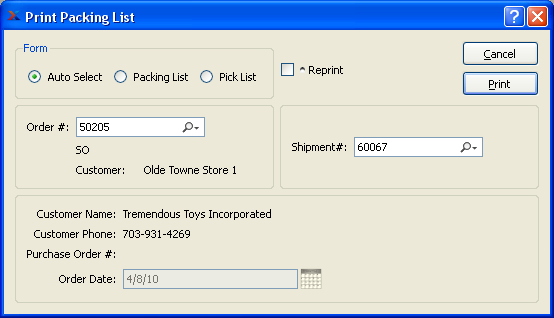 Print Packing List
Form
Auto Select Packing List Pick List
Reprint
Cancel
Print
Order #: 50205
SO
Customer: Olde Towne Store 1
Shipment#: 60067
Customer Name: Tremendous Toys Incorporated
Customer Phone: 703-931-4269
Purchase Order #:
Order Date: 4/8/10